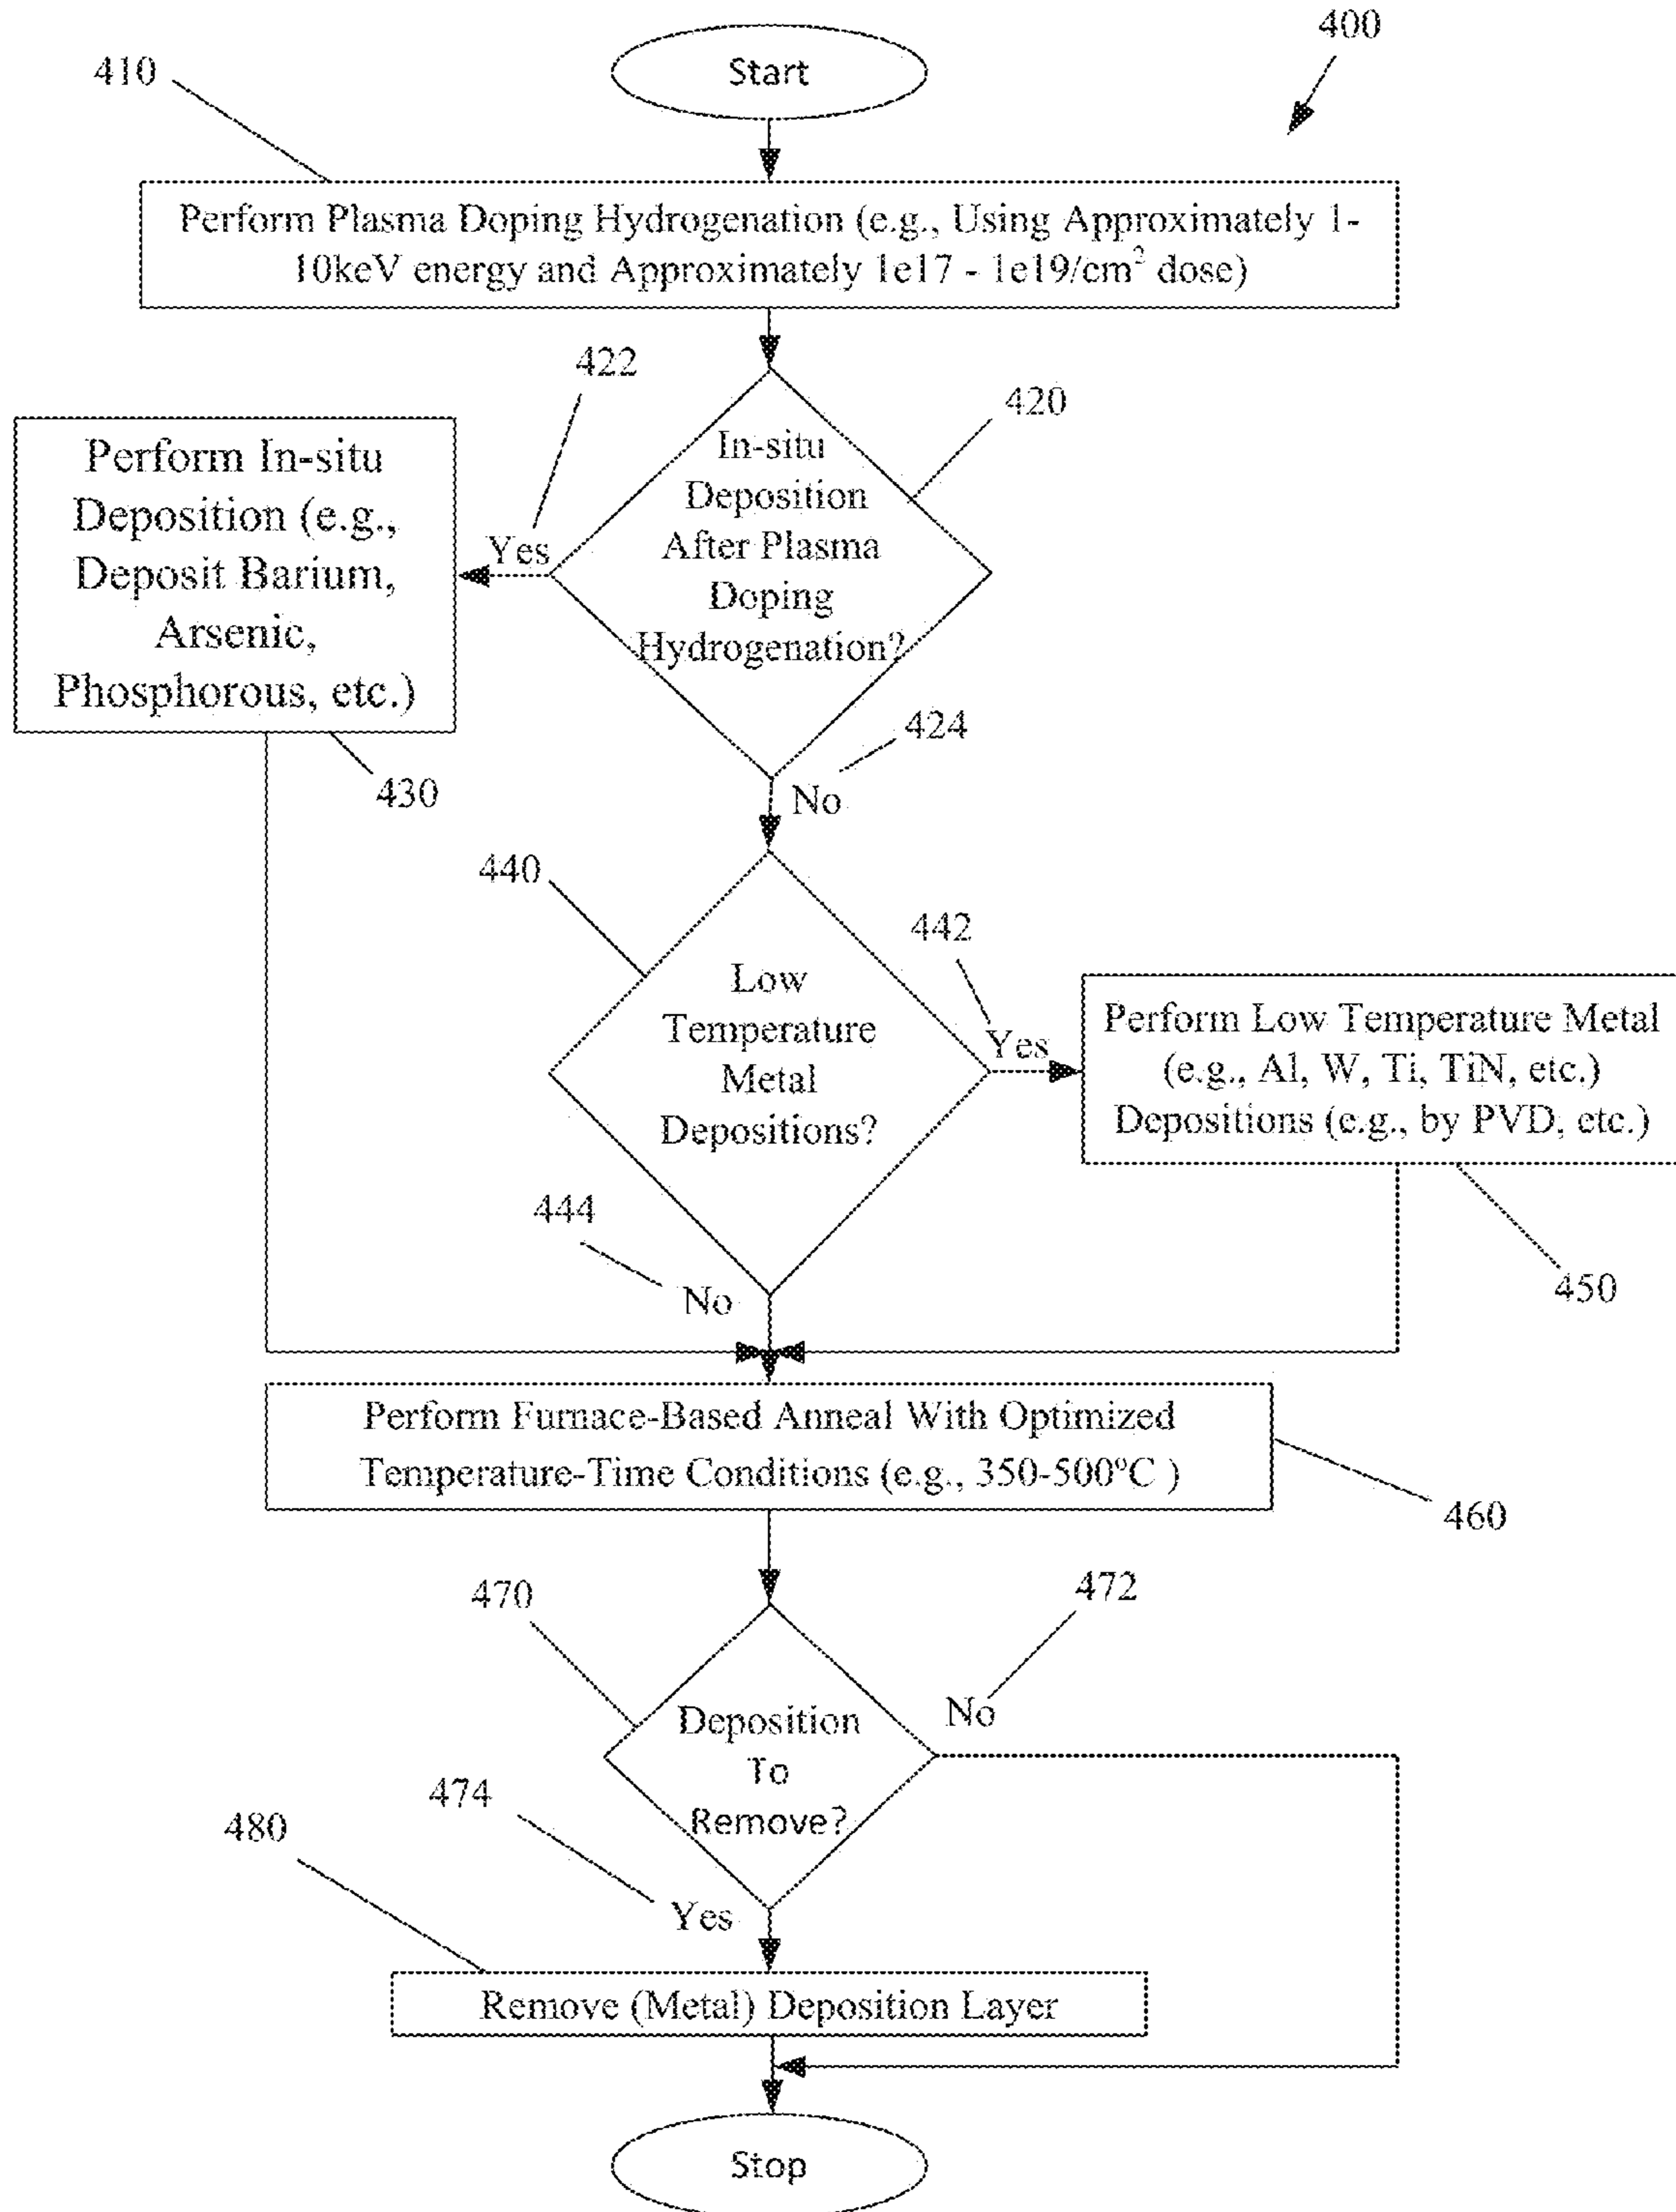 400
Start
410
Perform Plasma Doping Hydrogenation (e.g., Using Approximately 1-
10keV energy and Approximately 1e17 - 1e19/cm² dose)
422
420
In-situ
Deposition
After Plasma
Doping
Hydrogenation?
Yes
Perform In-situ
Deposition (e.g.,
Deposit Barium,
Arsenic,
Phosphorous, etc.)
430
424
No
440
Low
Temperature
Metal
Depositions?
442
Yes
Perform Low Temperature Metal
(e.g., Al, W, Ti, TiN, etc.)
Depositions (e.g., by PVD, etc.)
450
444
No
Perform Furnace-Based Anneal With Optimized
Temperature-Time Conditions (e.g., 350-500ºC )
460
470
472
Deposition
To
Remove?
No
474
Yes
480
Remove (Metal) Deposition Layer
Stop